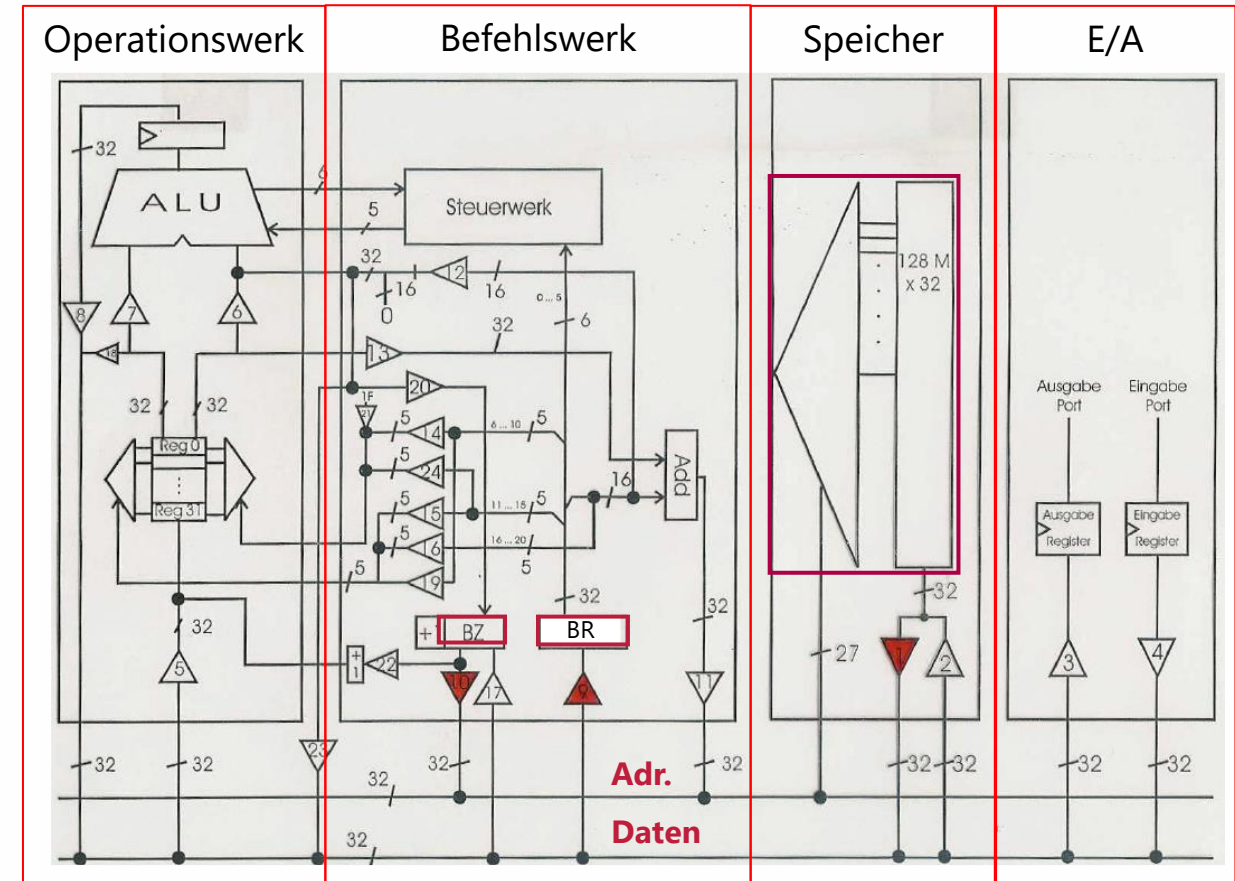 Operationswerk
Befehlswerk
Speicher
E/A
32
ALU
6
5
Steuerwerk
32
16
0
12
16
0 ... 5
6
8
7
6
18
32
32
13
32
20
1F
21
Reg 0
Reg 31
5
14
6 ... 10
5
5
24
5
15
11 ... 15
5
5
16
16 ... 20
5
5
19
5
16
Add
32
+1
BZ
BR
32
+
1
22
10
17
9
11
5
32
23
32
32
32
32
128 M
x 32
32
27
1
2
32
32
Ausgabe
Port
Eingabe
Port
Ausgabe
Register
Eingabe
Register
3
4
32
32
32
Adr.
32
Daten